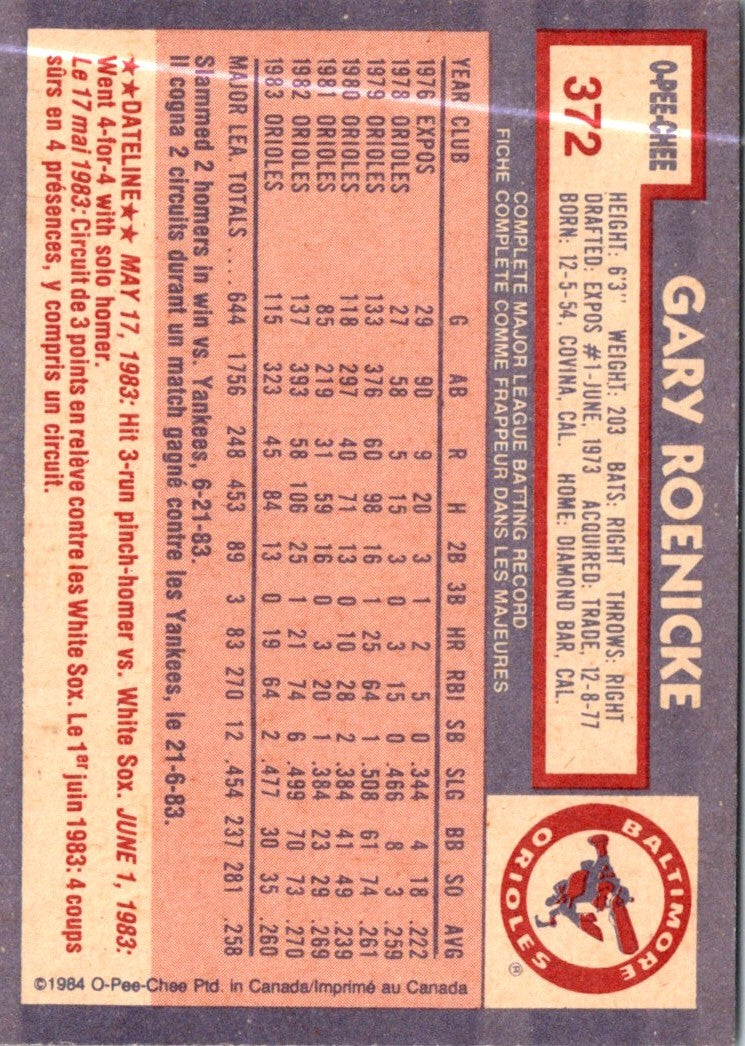 O-PEE-CHEE
372
GARY ROENICKE
HEIGHT: 6'3" WEIGHT: 203 BATS: RIGHT THROWS: RIGHT
DRAFTED: EXPOS #1-JUNE, 1973 ACQUIRED: TRADE, 12-8-77
BORN: 12-5-54, COVINA, CAL. HOME: DIAMOND BAR, CAL.
BALTIMORE
ORIOLES
®
COMPLETE MAJOR LEAGUE BATTING RECORD
FICHE COMPLETE COMME FRAPPEUR DANS LES MAJEURES
YEAR CLUB G AB R H 2B 3B HR RBI SB SLG BB SO AVG
1976 EXPOS 29 90 9 20 3 1 2 5 0 .344 4 18 .222
1978 ORIOLES 27 58 5 15 3 0 3 15 0 .466 8 3 .259
1979 ORIOLES 133 376 60 98 16 1 25 64 1 .508 61 74 .261
1980 ORIOLES 118 297 40 71 13 0 10 28 2 .384 41 49 .239
1981 ORIOLES 85 219 31 59 16 0 3 20 1 .384 23 29 .269
1982 ORIOLES 137 393 58 106 25 1 21 74 6 .499 70 73 .270
1983 ORIOLES 115 323 45 84 13 0 19 64 2 .477 30 35 .260
MAJOR LEA. TOTALS .... 644 1756 248 453 89 3 83 270 12 .454 237 281 .258
Slammed 2 homers in win vs. Yankees, 6-21-83.
Il cogna 2 circuits durant un match gagné contre les Yankees, le 21-6-83.
★★DATELINE★★ MAY 17, 1983: Hit 3-run pinch-homer vs. White Sox. JUNE 1, 1983:
Went 4-for-4 with solo homer.
Le 17 mai 1983: Circuit de 3 points en relève contre les White Sox. Le 1er juin 1983: 4 coups
sûrs en 4 présences, y compris un circuit.
©1984 O-Pee-Chee Ptd. in Canada/Imprimé au Canada